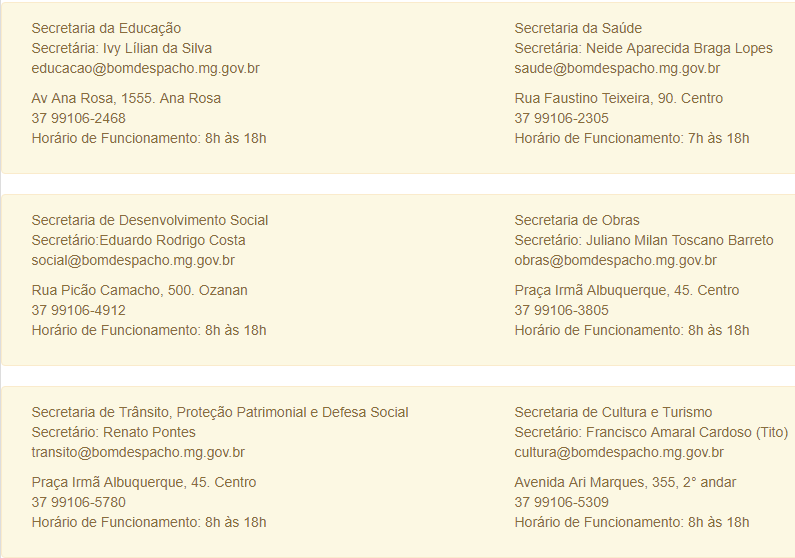 Secretaria da Educação
Secretária: Ivy Lílian da Silva
educacao@bomdespacho.mg.gov.br
Av Ana Rosa, 1555. Ana Rosa
37 99106-2468
Horário de Funcionamento: 8h às 18h
Secretaria da Saúde
Secretária: Neide Aparecida Braga Lopes
saude@bomdespacho.mg.gov.br
Rua Faustino Teixeira, 90. Centro
37 99106-2305
Horário de Funcionamento: 7h às 18h
Secretaria de Desenvolvimento Social
Secretário:Eduardo Rodrigo Costa
social@bomdespacho.mg.gov.br
Rua Picão Camacho, 500. Ozanan
37 99106-4912
Horário de Funcionamento: 8h às 18h
Secretaria de Obras
Secretário: Juliano Milan Toscano Barreto
obras@bomdespacho.mg.gov.br
Praça Irmã Albuquerque, 45. Centro
37 99106-3805
Horário de Funcionamento: 8h às 18h
Secretaria de Trânsito, Proteção Patrimonial e Defesa Social
Secretário: Renato Pontes
transito@bomdespacho.mg.gov.br
Praça Irmã Albuquerque, 45. Centro
37 99106-5780
Horário de Funcionamento: 8h às 18h
Secretaria de Cultura e Turismo
Secretário: Francisco Amaral Cardoso (Tito)
cultura@bomdespacho.mg.gov.br
Avenida Ari Marques, 355, 2° andar
37 99106-5309
Horário de Funcionamento: 8h às 18h